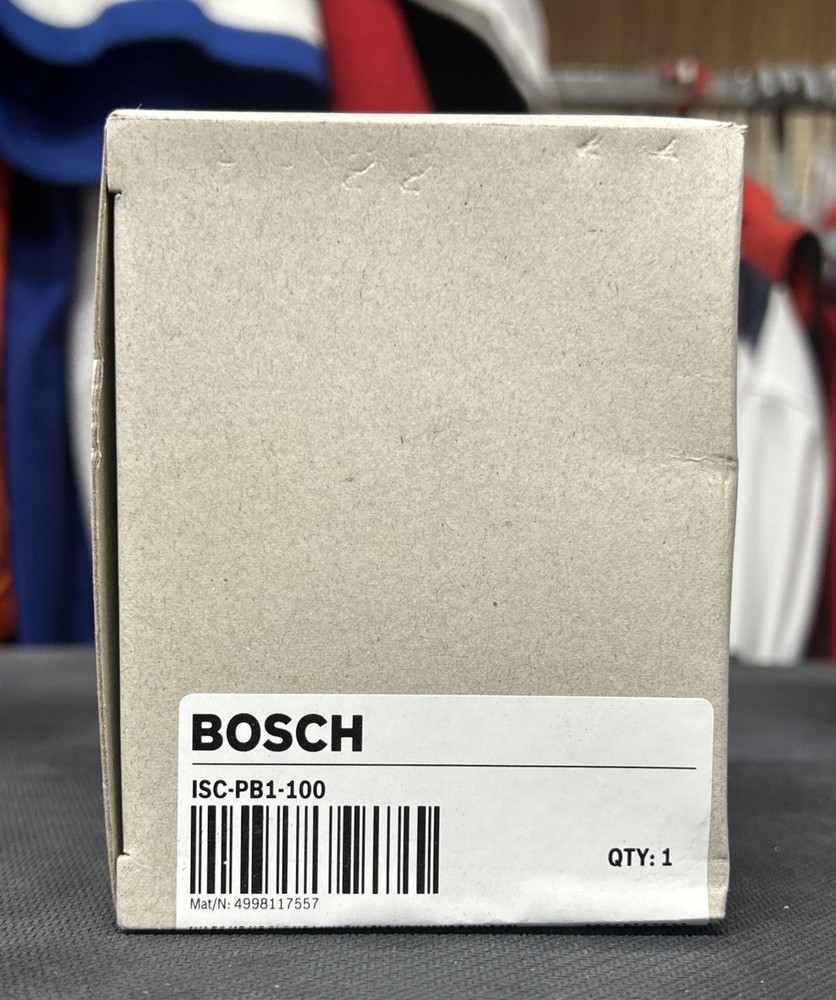 BOSCH
ISC-PB1-100
QTY: 1
Mat/N: 4998117557